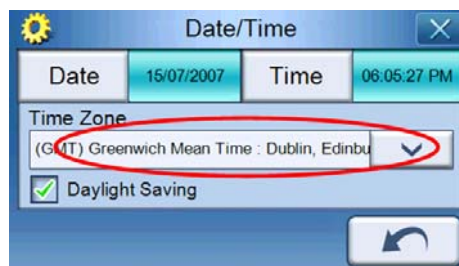 Date/Time
Date 15/07/2007 Time 06:05:27 PM
Time Zone
(GMT) Greenwich Mean Time : Dublin, Edinbu
Daylight Saving